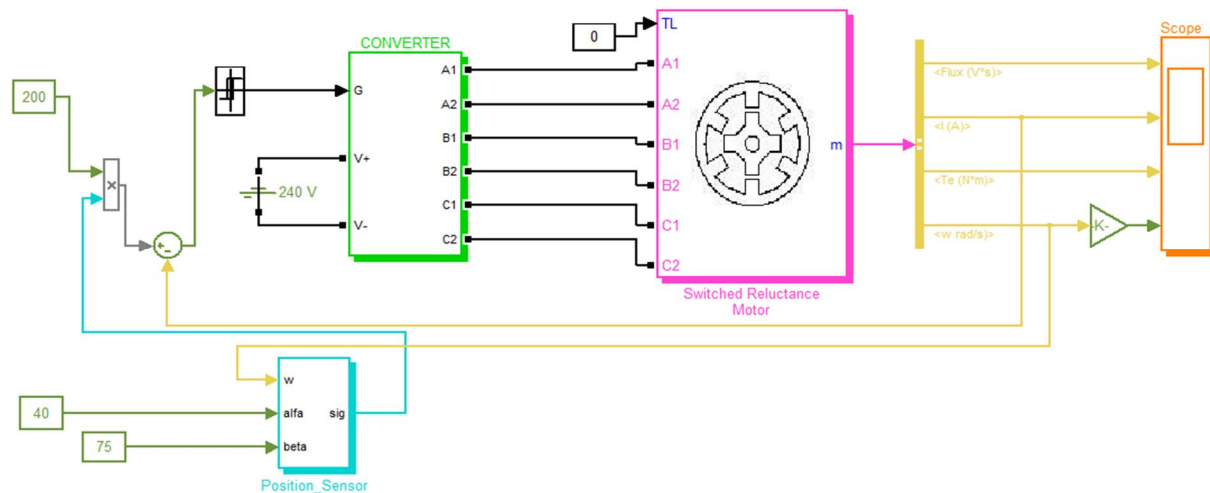 CONVERTER
G
V+
V-
A1
A2
B1
B2
C1
C2
200
240 V
0
TL
A1
A2
B1
B2
C1
C2
m
Switched Reluctance
Motor
<Flux (V*s)>
<I (A)>
<Te (N*m)>
<w rad/s)>
-K-
Scope
40
75
w
alfa
beta
sig
Position_Sensor